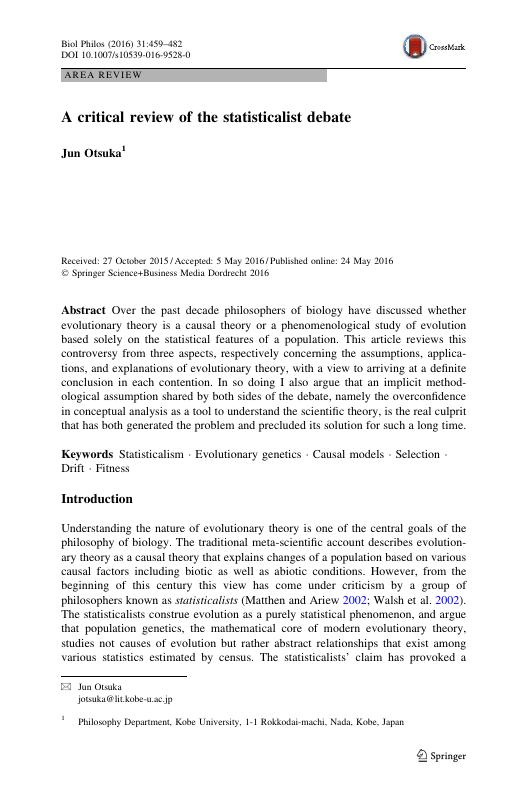 Biol Philos (2016) 31:459–482
DOI 10.1007/s10539-016-9528-0
CrossMark
AREA REVIEW
A critical review of the statisticalist debate
Jun Otsuka1
Received: 27 October 2015 / Accepted: 5 May 2016 / Published online: 24 May 2016
© Springer Science+Business Media Dordrecht 2016
Abstract Over the past decade philosophers of biology have discussed whether
evolutionary theory is a causal theory or a phenomenological study of evolution
based solely on the statistical features of a population. This article reviews this
controversy from three aspects, respectively concerning the assumptions, applica-
tions, and explanations of evolutionary theory, with a view to arriving at a definite
conclusion in each contention. In so doing I also argue that an implicit method-
ological assumption shared by both sides of the debate, namely the overconfidence
in conceptual analysis as a tool to understand the scientific theory, is the real culprit
that has both generated the problem and precluded its solution for such a long time.
Keywords Statisticalism · Evolutionary genetics · Causal models · Selection ·
Drift · Fitness
Introduction
Understanding the nature of evolutionary theory is one of the central goals of the
philosophy of biology. The traditional meta-scientific account describes evolution-
ary theory as a causal theory that explains changes of a population based on various
causal factors including biotic as well as abiotic conditions. However, from the
beginning of this century this view has come under criticism by a group of
philosophers known as statisticalists (Matthen and Ariew 2002; Walsh et al. 2002).
The statisticalists construe evolution as a purely statistical phenomenon, and argue
that population genetics, the mathematical core of modern evolutionary theory,
studies not causes of evolution but rather abstract relationships that exist among
various statistics estimated by census. The statisticalists' claim has provoked a
Jun Otsuka
jotsuka@lit.kobe-u.ac.jp
1 Philosophy Department, Kobe University, 1-1 Rokkodai-machi, Nada, Kobe, Japan
Springer